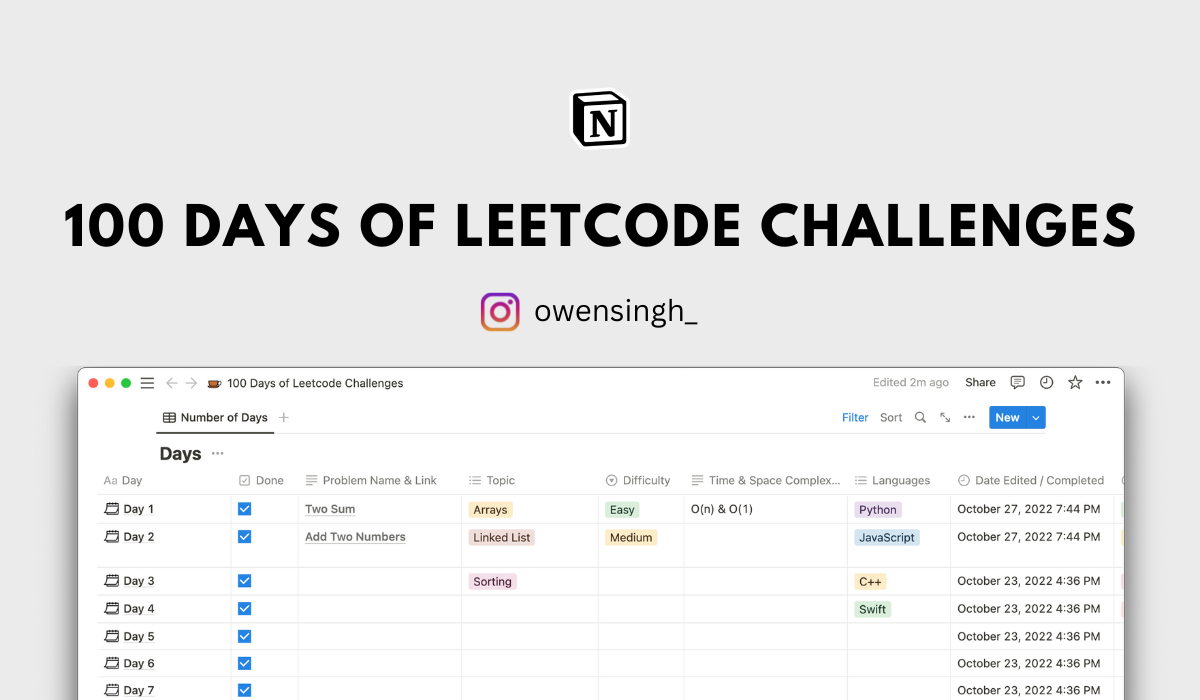 N
100 DAYS OF LEETCODE CHALLENGES
owensingh_
100 Days of Leetcode Challenges Edited 2m ago Share
Number of Days Filter Sort New
Days
Aa Day Done Problem Name & Link Topic Difficulty Time & Space Complex... Languages Date Edited / Completed
Day 1 Two Sum Arrays Easy O(n) & O(1) Python October 27, 2022 7:44 PM
Day 2 Add Two Numbers Linked List Medium JavaScript October 27, 2022 7:44 PM
Day 3 Sorting C++ October 23, 2022 4:36 PM
Day 4 Swift October 23, 2022 4:36 PM
Day 5 October 23, 2022 4:36 PM
Day 6 October 23, 2022 4:36 PM
Day 7 October 23, 2022 4:36 PM